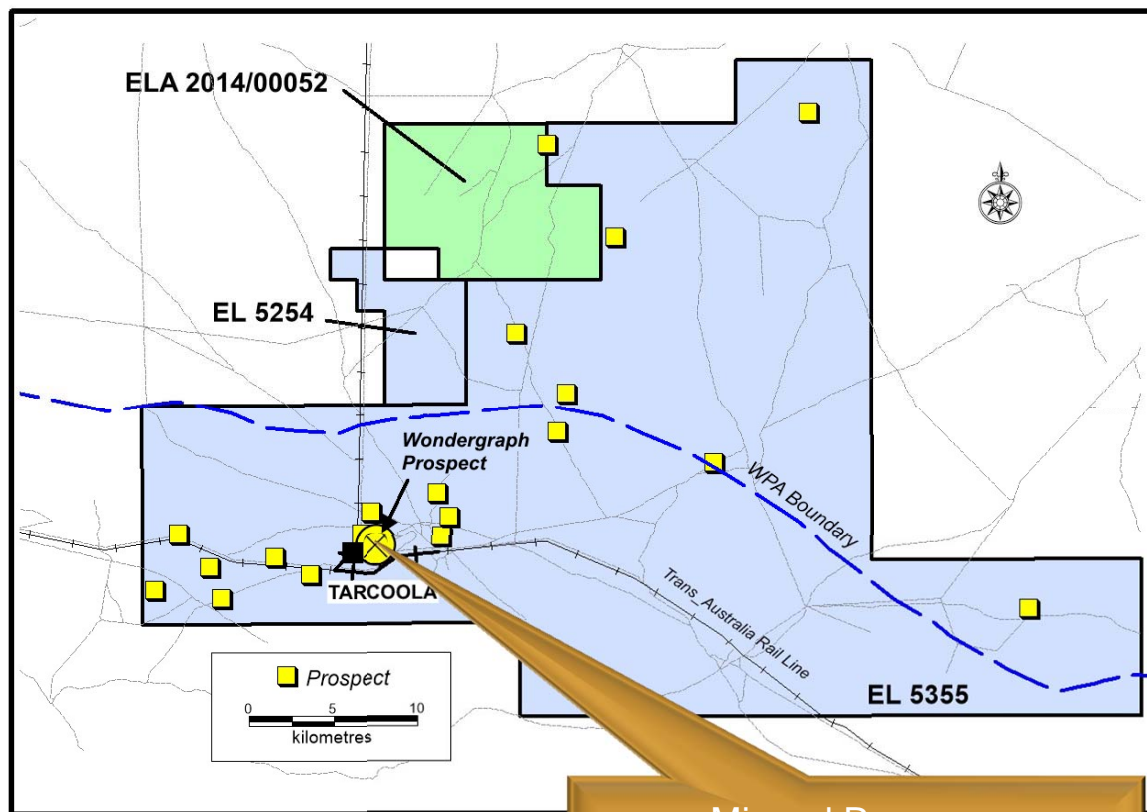 ELA 2014/00052
EL 5254
Wondergraph
Prospect
WPA Boundary
TARCOOLA
Trans_Australia Rail Line
EL 5355
Prospect
0 5 10
kilometres